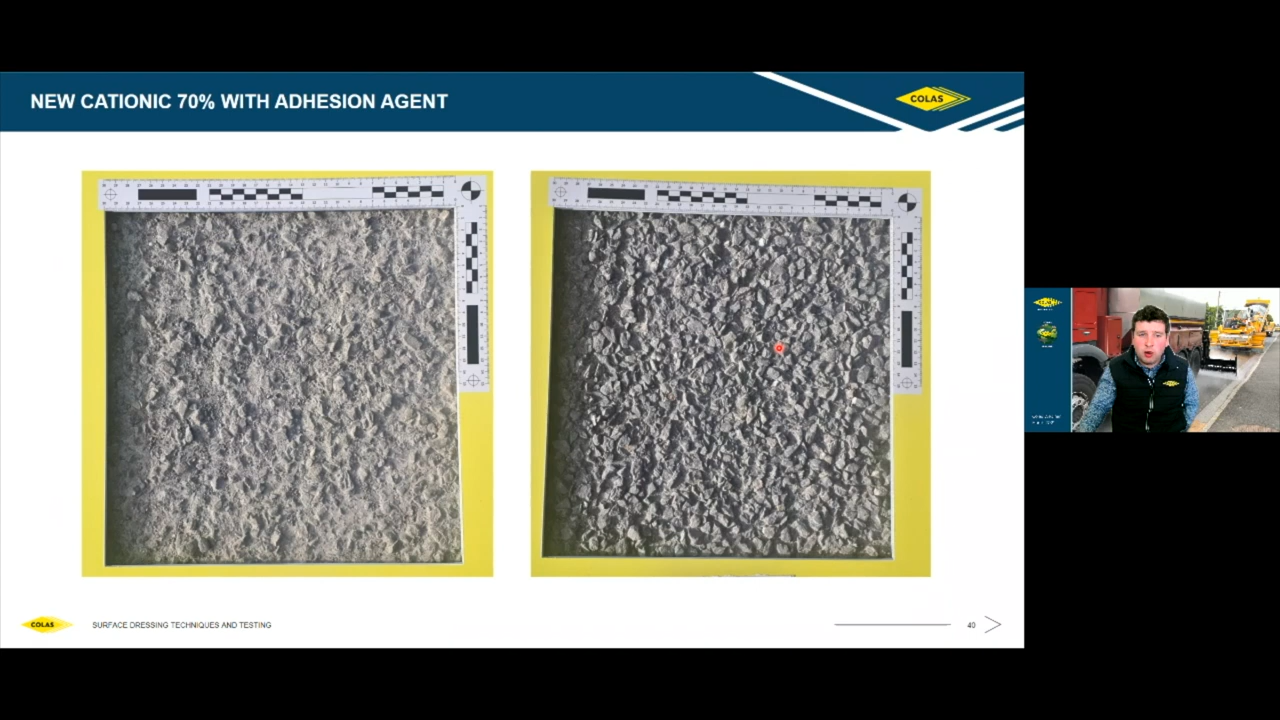 NEW CATIONIC 70% WITH ADHESION AGENT
COLAS
COLAS
SURFACE DRESSING TECHNIQUES AND TESTING
40